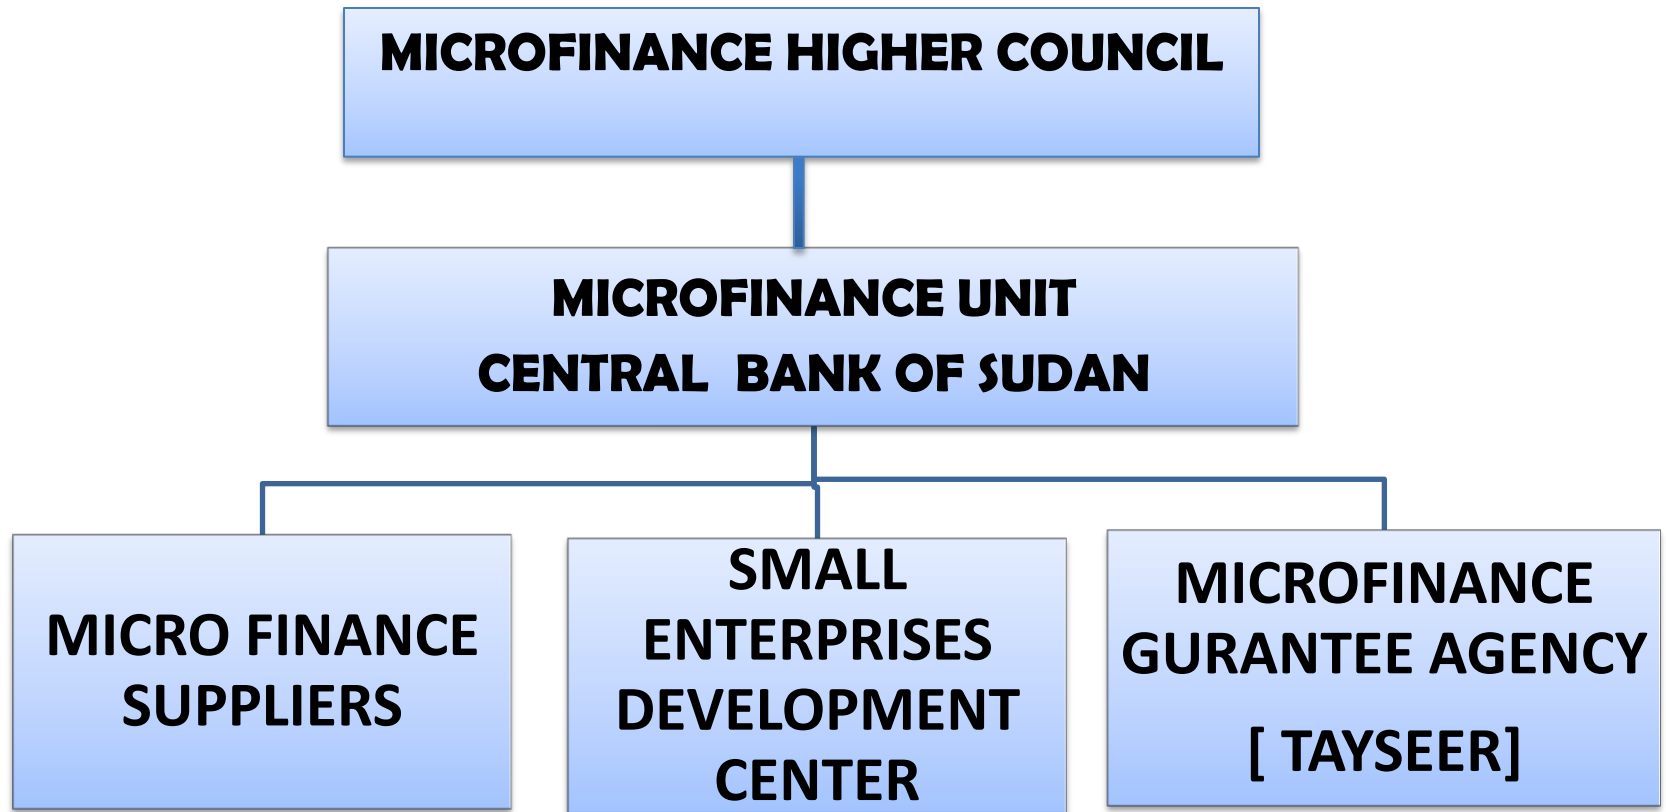 MICROFINANCE HIGHER COUNCIL
MICROFINANCE UNIT
CENTRAL BANK OF SUDAN
MICRO FINANCE
SUPPLIERS
SMALL
ENTERPRISES
DEVELOPMENT
CENTER
MICROFINANCE
GURANTEE AGENCY
[ TAYSEER]